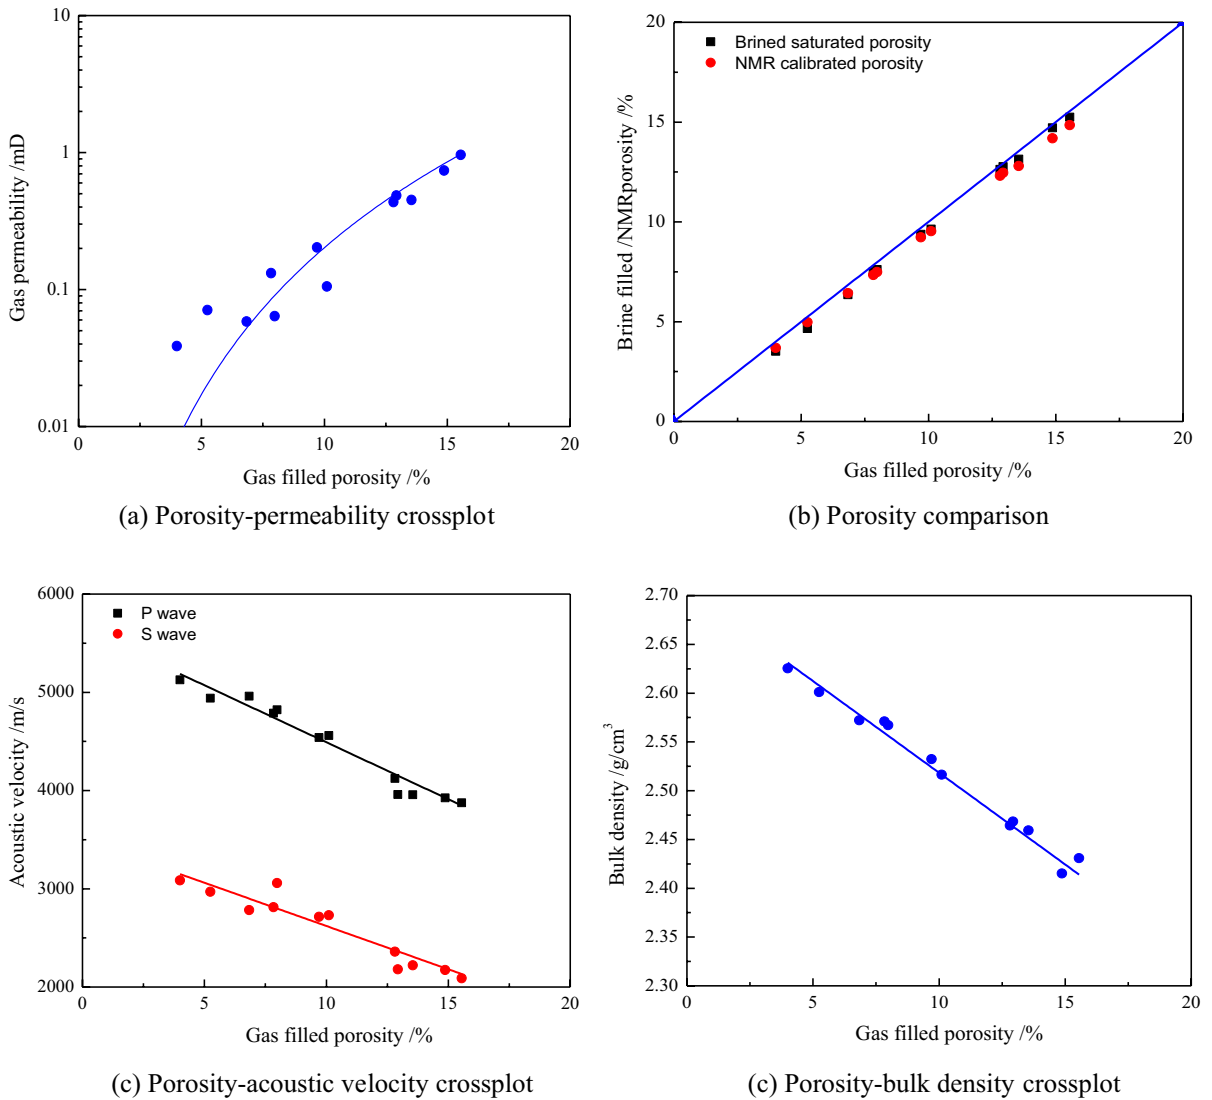 10
1
0.1
0.01
Gas permeability /mD
0
5
10
15
20
Gas filled porosity /%
(a) Porosity-permeability crossplot
20
15
10
5
0
Brine filled /NMRporosity /%
Brined saturated porosity
NMR calibrated porosity
0
5
10
15
20
Gas filled porosity /%
(b) Porosity comparison
6000
5000
4000
3000
2000
Acoustic velocity /m/s
P wave
S wave
0
5
10
15
20
Gas filled porosity /%
(c) Porosity-acoustic velocity crossplot
2.70
2.65
2.60
2.55
2.50
2.45
2.40
2.35
2.30
Bulk density /g/cm³
0
5
10
15
20
Gas filled porosity /%
(c) Porosity-bulk density crossplot